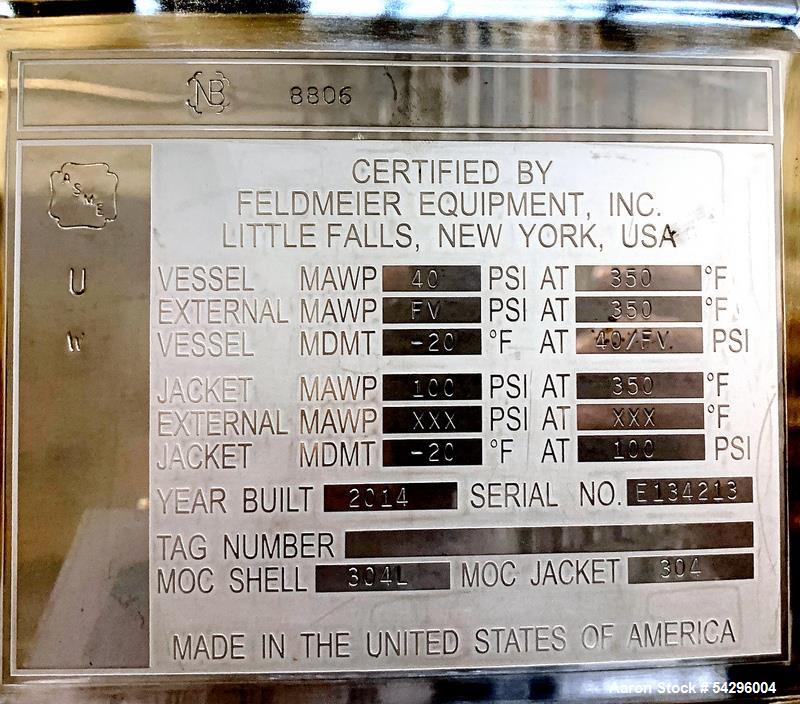 NB 8806
ASME
CERTIFIED BY
FELDMEIER EQUIPMENT, INC.
LITTLE FALLS, NEW YORK, USA
U
VESSEL MAWP 40 PSI AT 350 °F
EXTERNAL MAWP FV PSI AT 350 °F
W
VESSEL MDMT -20 °F AT 40/FV PSI
JACKET MAWP 100 PSI AT 350 °F
EXTERNAL MAWP XXX PSI AT XXX °F
JACKET MDMT -20 °F AT 100 PSI
YEAR BUILT 2014 SERIAL NO. E134213
TAG NUMBER
MOC SHELL 304L MOC JACKET 304
MADE IN THE UNITED STATES OF AMERICA
Aaron Stock # 54296004